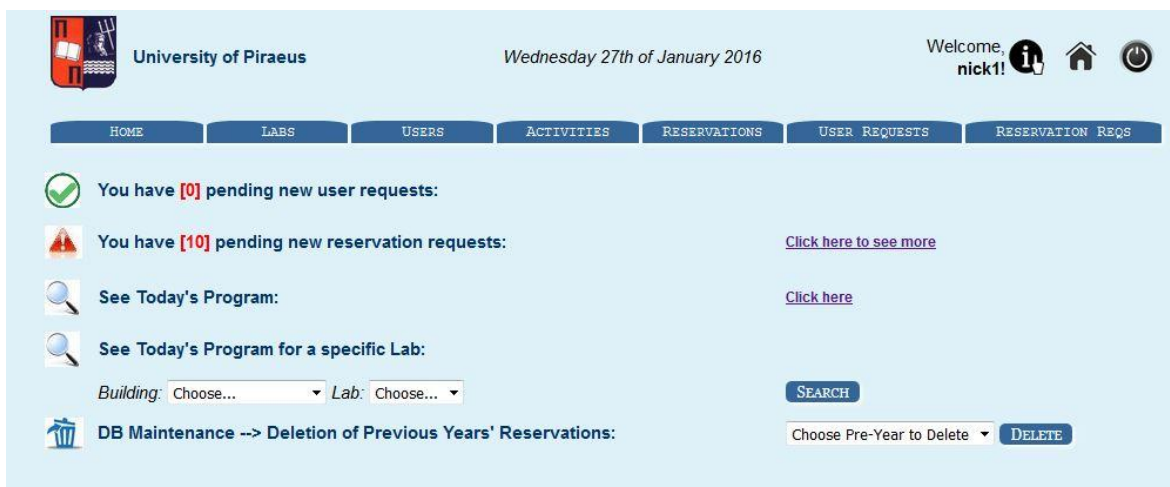 University of Piraeus
Wednesday 27th of January 2016
Welcome,
nick1!
HOME LABS USERS ACTIVITIES RESERVATIONS USER REQUESTS RESERVATION REQS
You have [0] pending new user requests:
You have [10] pending new reservation requests: Click here to see more
See Today's Program: Click here
See Today's Program for a specific Lab:
Building: Choose... Lab: Choose... SEARCH
DB Maintenance --> Deletion of Previous Years' Reservations: Choose Pre-Year to Delete DELETE